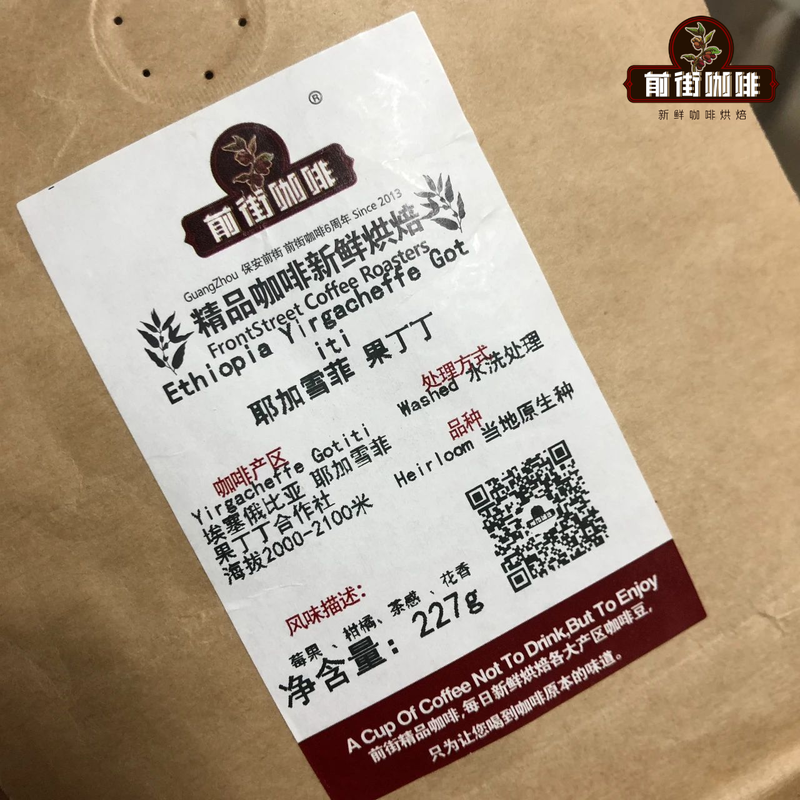 前街咖啡
新鲜咖啡烘焙
®
前街咖啡
GuangZhou 保安前街 前街咖啡6周年 Since 2013
精品咖啡新鲜烘焙
FrontStreet Coffee Roasters
Ethiopia Yirgacheffe Got
iti
耶加雪菲 果丁丁
处理方式
Washed 水洗处理
品种
Heirloom 当地原生种
咖啡产区
Yirgacheffe Gotiti
埃塞俄比亚 耶加雪菲
果丁丁合作社
海拔2000-2100米
风味描述:
莓果、柑橘、茶感、花香
净含量: 227g
A Cup Of Coffee Not To Drink,But To Enjoy
前街精品咖啡,每日新鲜烘焙各大产区咖啡豆,
只为让您喝到咖啡原本的味道。